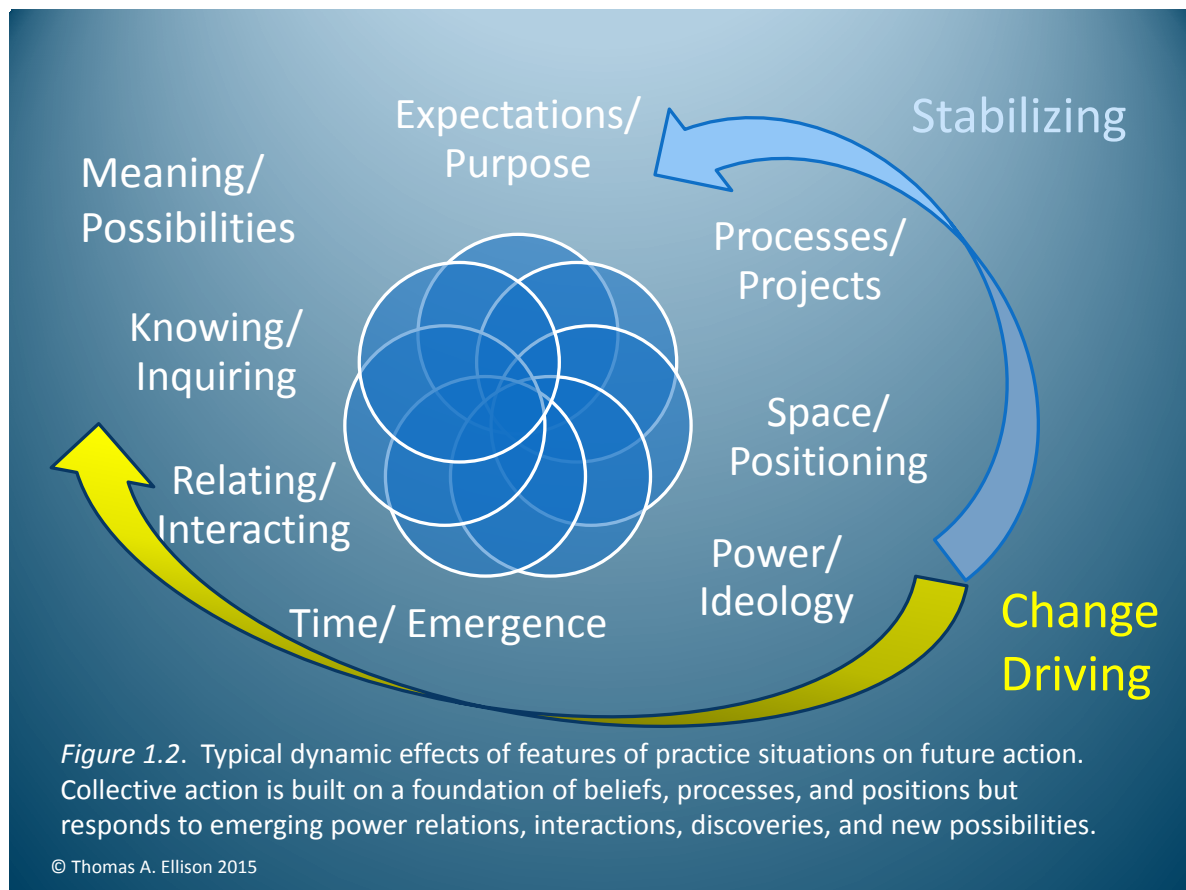 Expectations/
Purpose
Stabilizing
Meaning/
Possibilities
Processes/
Projects
Knowing/
Inquiring
Space/
Positioning
Relating/
Interacting
Power/
Ideology
Time/ Emergence
Change
Driving
Figure 1.2.  Typical dynamic effects of features of practice situations on future action.
Collective action is built on a foundation of beliefs, processes, and positions but
responds to emerging power relations, interactions, discoveries, and new possibilities.
© Thomas A. Ellison 2015